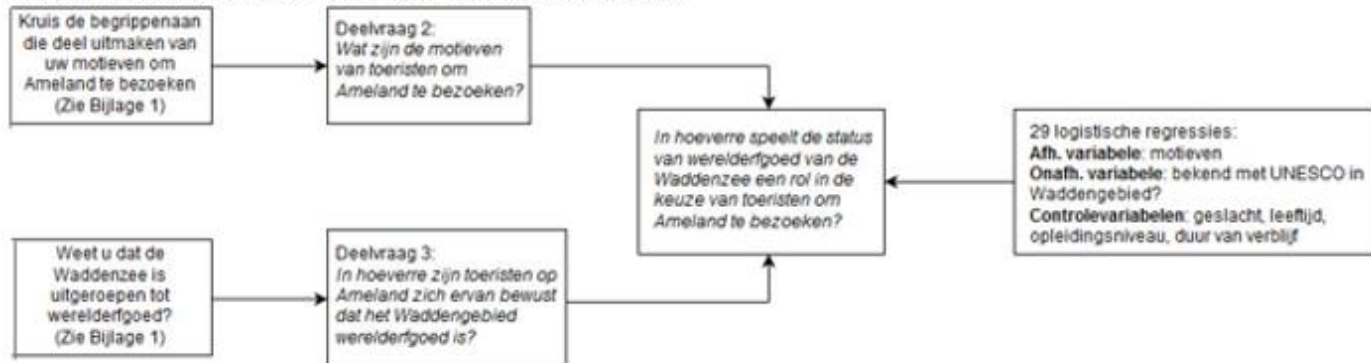 Kruis de begrippenaan
die deel uitmaken van
uw motieven om
Ameland te bezoeken
(Zie Bijlage 1)
Deelvraag 2:
Wat zijn de motieven
van toeristen om
Ameland te bezoeken?
In hoeverre speelt de status
van werelderfgoed van de
Waddenzee een rol in de
keuze van toeristen om
Ameland te bezoeken?
29 logistische regressies:
Afh. variabele: motieven
Onafh. variabele: bekend met UNESCO in
Waddengebied?
Controlevariabelen: geslacht, leeftijd,
opleidingsniveau, duur van verblijf
Weet u dat de
Waddenzee is
uitgeroepen tot
werelderfgoed?
(Zie Bijlage 1)
Deelvraag 3:
In hoeverre zijn toeristen op
Ameland zich ervan bewust
dat het Waddengebied
werelderfgoed is?